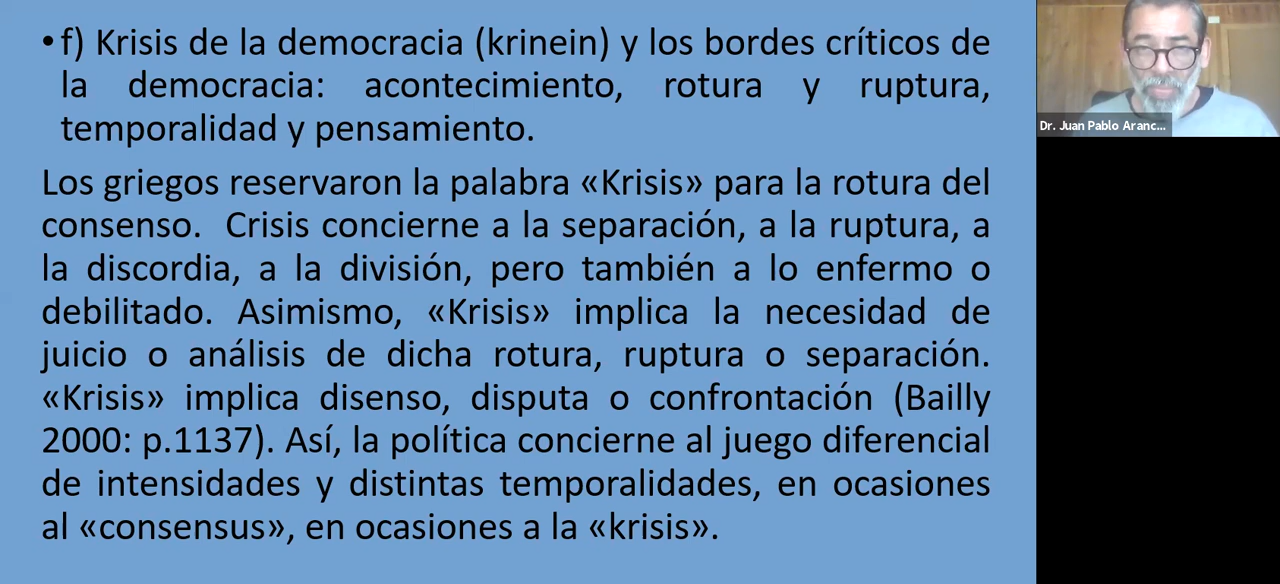 • f) Krisis de la democracia (krinein) y los bordes críticos de
la democracia: acontecimiento, rotura y ruptura,
temporalidad y pensamiento.
Los griegos reservaron la palabra «Krisis» para la rotura del
consenso. Crisis concierne a la separación, a la ruptura, a
la discordia, a la división, pero también a lo enfermo o
debilitado. Asimismo, «Krisis» implica la necesidad de
juicio o análisis de dicha rotura, ruptura o separación.
«Krisis» implica disenso, disputa o confrontación (Bailly
2000: p.1137). Así, la política concierne al juego diferencial
de intensidades y distintas temporalidades, en ocasiones
al «consensus», en ocasiones a la «krisis».
Dr. Juan Pablo Aranc...